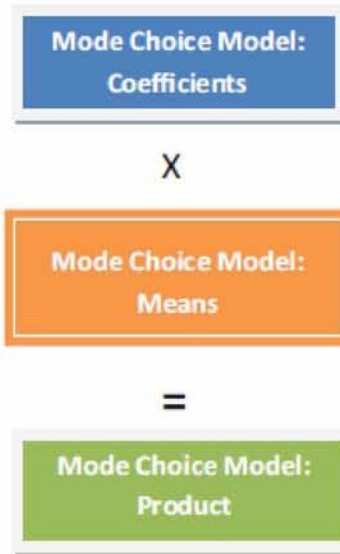 Mode Choice Model:
Coefficients
X
Mode Choice Model:
Means
=
Mode Choice Model:
Product